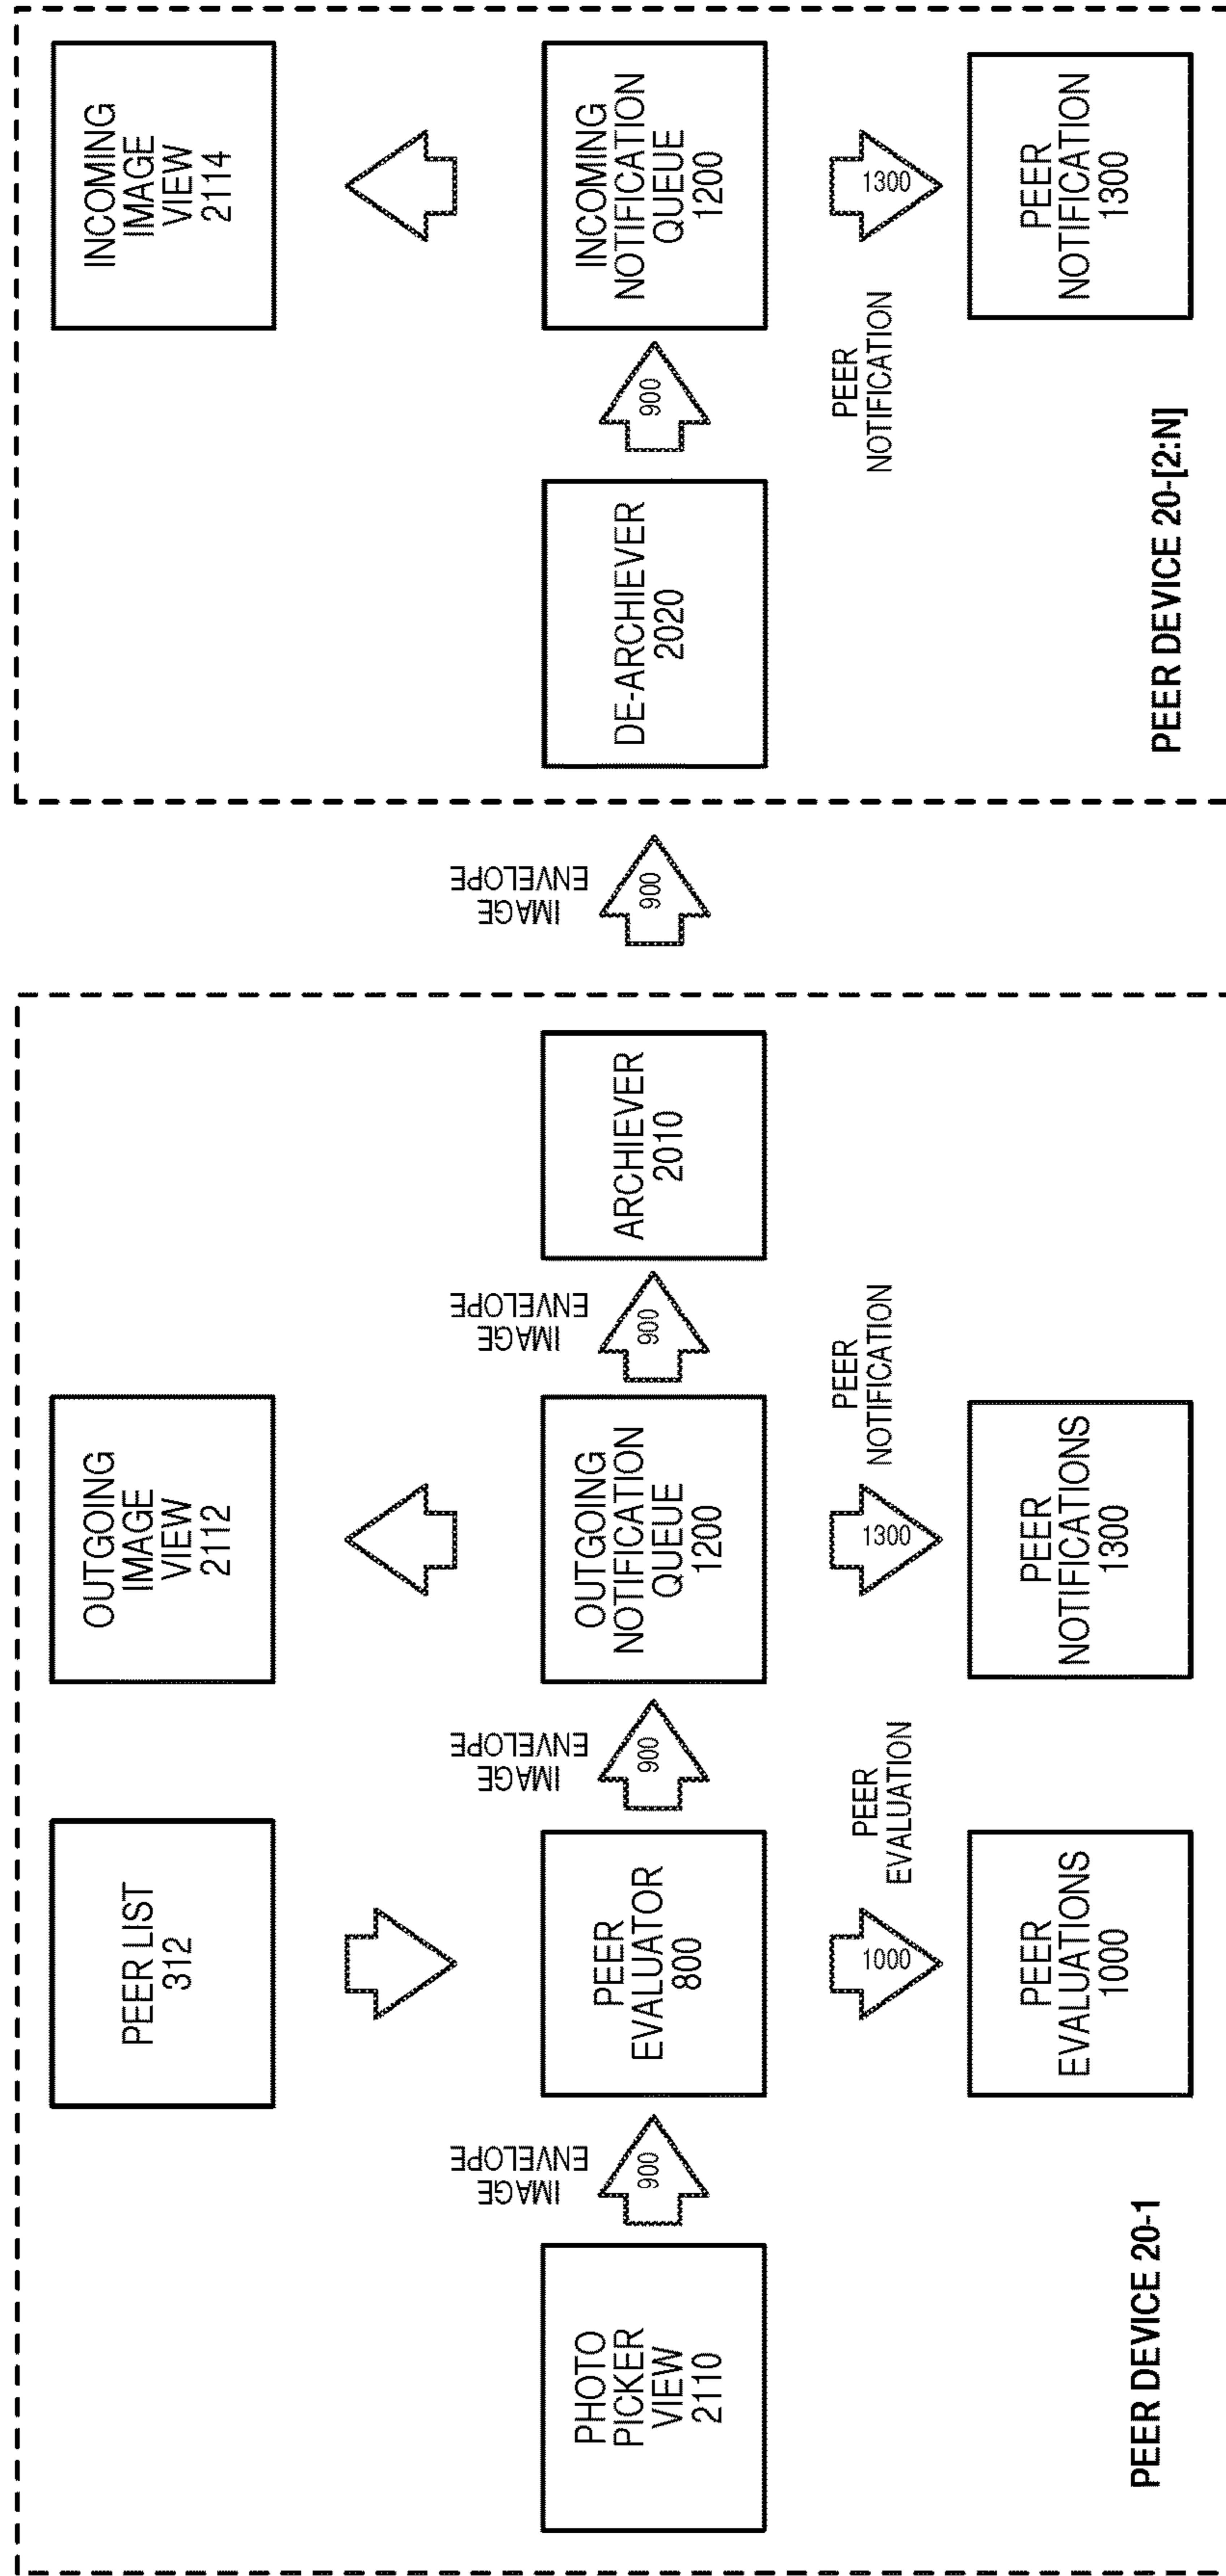 PEER LIST
312
OUTGOING
IMAGE
VIEW
2112
INCOMING
IMAGE
VIEW
2114
IMAGE
ENVELOPE
IMAGE
ENVELOPE
IMAGE
ENVELOPE
IMAGE
ENVELOPE
PHOTO
PICKER
VIEW
2110
900
PEER
EVALUATOR
800
900
OUTGOING
NOTIFICATION
QUEUE
1200
900
ARCHIEVER
2010
900
DE-ARCHIEVER
2020
900
INCOMING
NOTIFICATION
QUEUE
1200
1000
PEER
EVALUATION
1300
PEER
NOTIFICATION
PEER
NOTIFICATION
1300
PEER
EVALUATIONS
1000
PEER
NOTIFICATIONS
1300
PEER
NOTIFICATION
1300
PEER DEVICE 20-1
PEER DEVICE 20-[2:N]